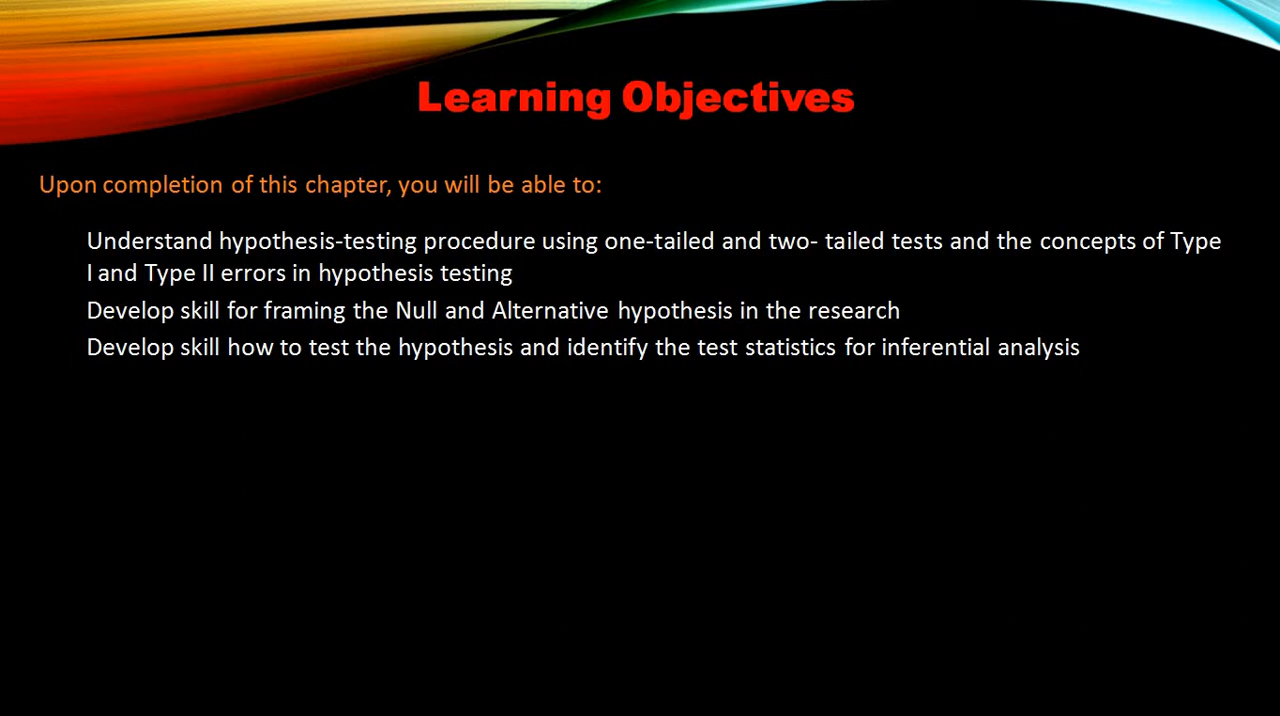 Learning Objectives
Upon completion of this chapter, you will be able to:
Understand hypothesis-testing procedure using one-tailed and two- tailed tests and the concepts of Type
I and Type II errors in hypothesis testing
Develop skill for framing the Null and Alternative hypothesis in the research
Develop skill how to test the hypothesis and identify the test statistics for inferential analysis